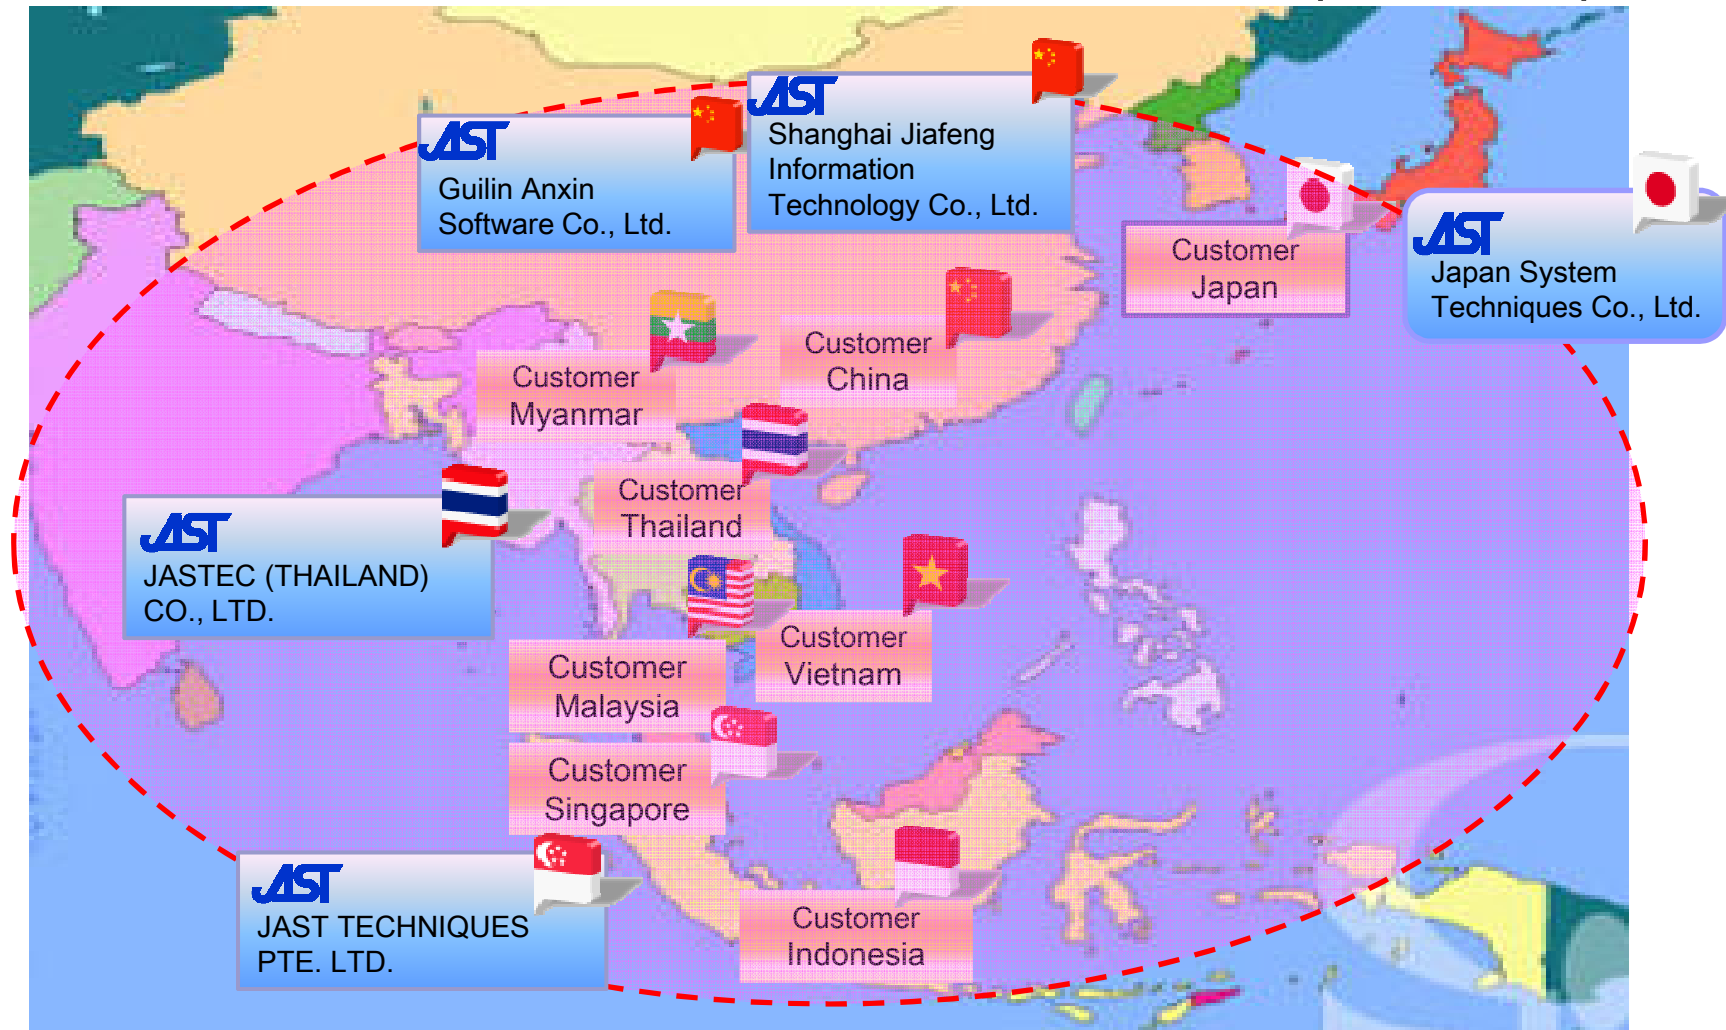 JAST
Shanghai Jiafeng
Information
Technology Co., Ltd.
JAST
Guilin Anxin
Software Co., Ltd.
JAST
Japan System
Techniques Co., Ltd.
Customer
Japan
Customer
China
Customer
Myanmar
Customer
Thailand
JAST
JASTEC (THAILAND)
CO., LTD.
Customer
Vietnam
Customer
Malaysia
Customer
Singapore
JAST
JAST TECHNIQUES
PTE. LTD.
Customer
Indonesia